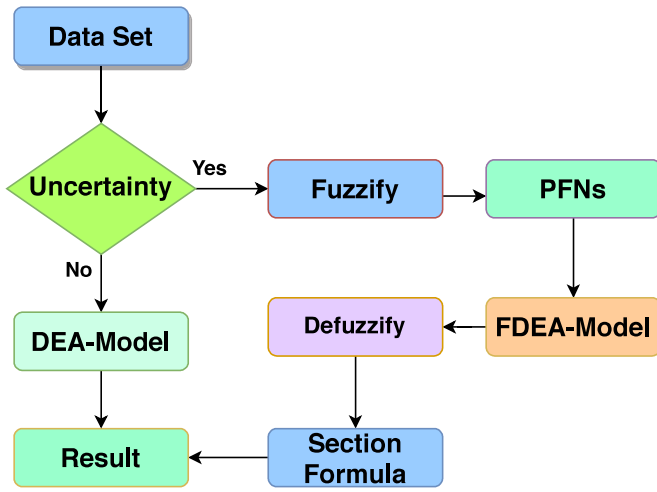 Data Set
Uncertainty
Yes
Fuzzify
PFNs
No
DEA-Model
Defuzzify
FDEA-Model
Result
Section
Formula